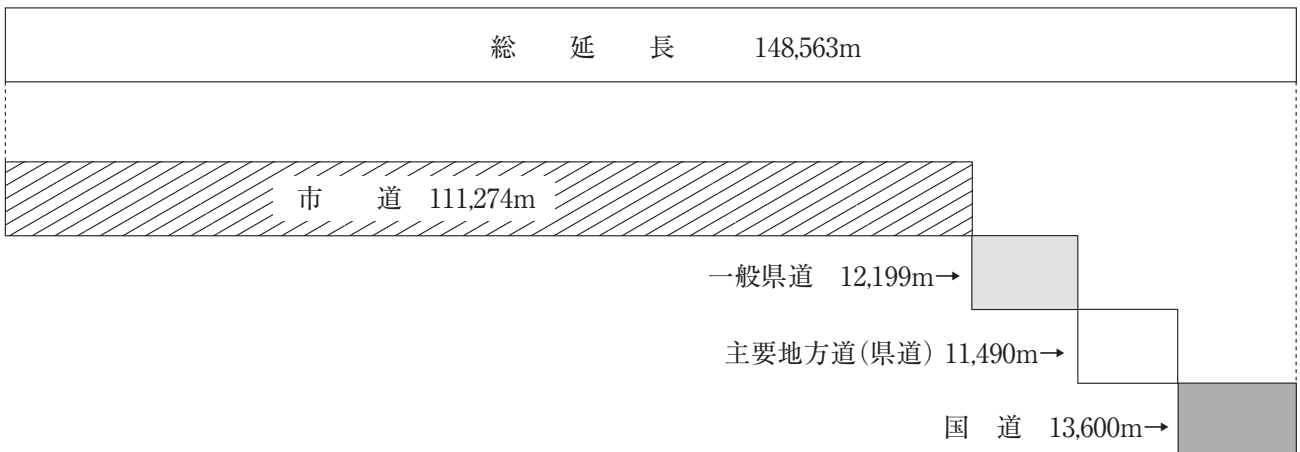 総　延　長　148,563m
市　道　111,274m
一般県道　12,199m→
主要地方道(県道) 11,490m→
国　道　13,600m→